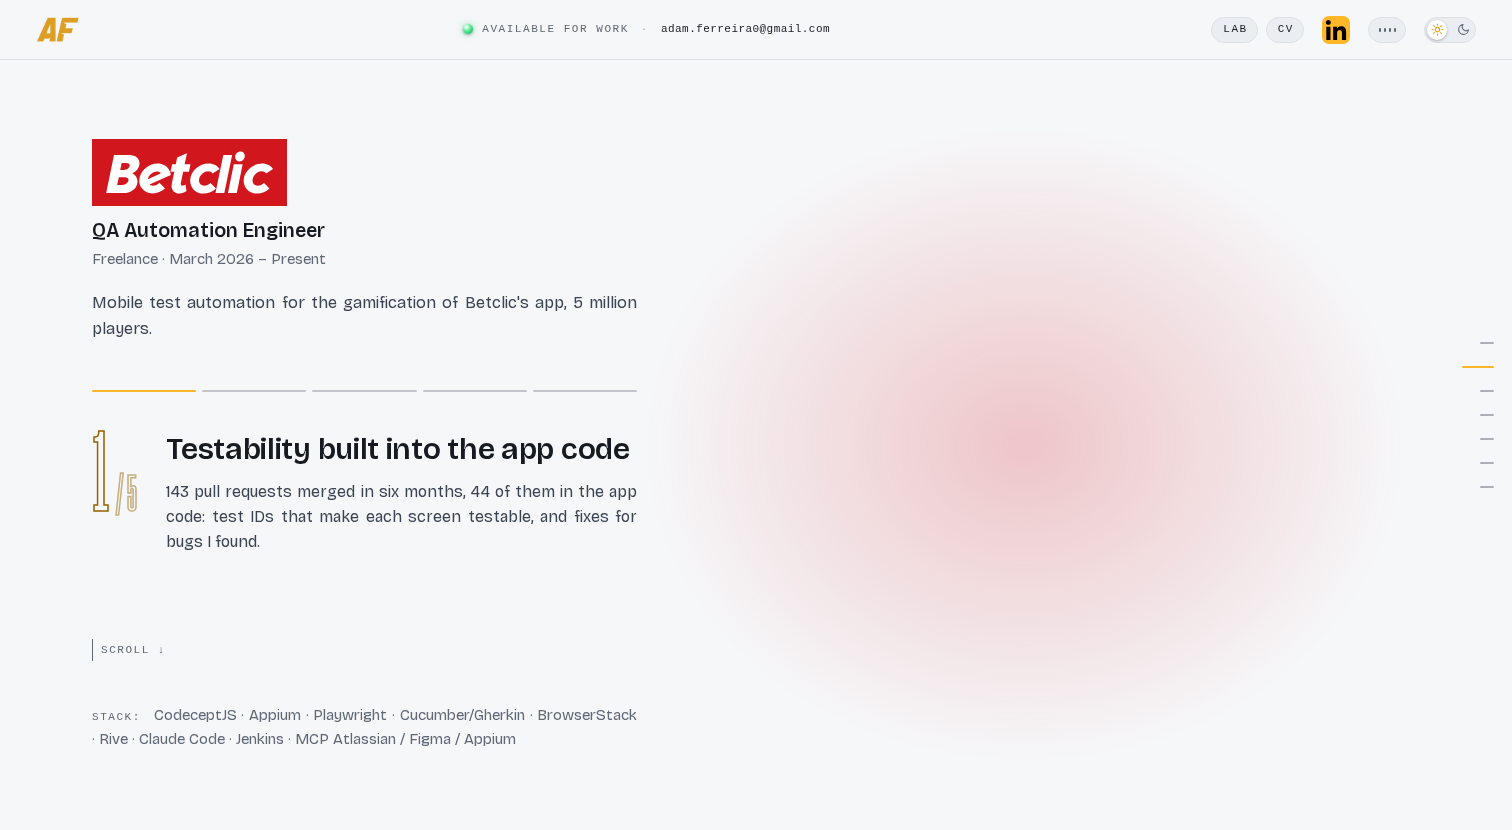 AF
AVAILABLE FOR WORK · adam.ferreira0@gmail.com
LAB
CV
in
Betclic
QA Automation Engineer
Freelance · March 2026 – Present
Mobile test automation for the gamification of Betclic's app, 5 million
players.
1/5
Testability built into the app code
143 pull requests merged in six months, 44 of them in the app
code: test IDs that make each screen testable, and fixes for
bugs I found.
SCROLL ↓
STACK: CodeceptJS · Appium · Playwright · Cucumber/Gherkin · BrowserStack
· Rive · Claude Code · Jenkins · MCP Atlassian / Figma / Appium